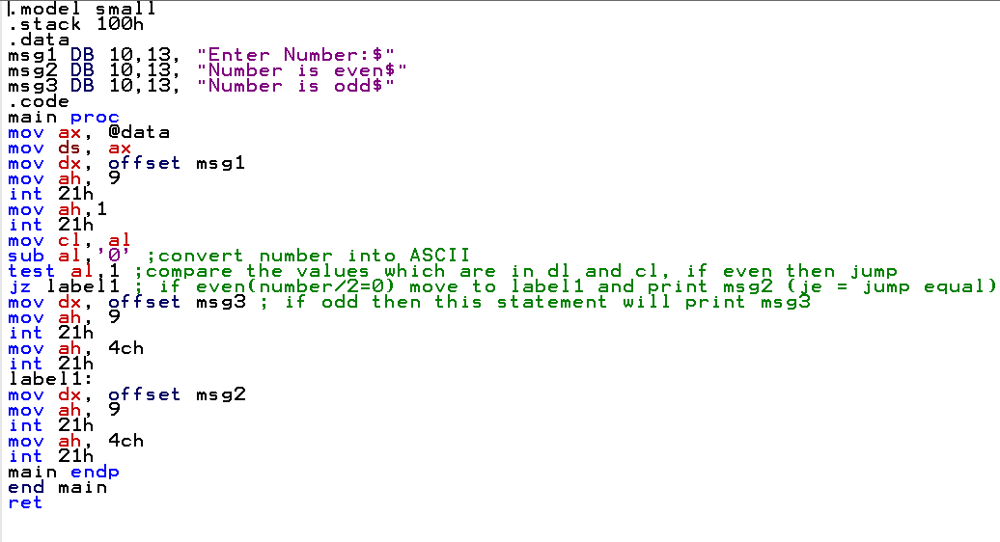 .model small
.stack 100h
.data
msg1 DB 10,13, "Enter Number:$"
msg2 DB 10,13, "Number is even$"
msg3 DB 10,13, "Number is odd$"
.code
main proc
mov ax, @data
mov ds, ax
mov dx, offset msg1
mov ah, 9
int 21h
mov ah,1
int 21h
mov cl, al
sub al,'0' ;convert number into ASCII
test al,1 ;compare the values which are in dl and cl, if even then jump
jz label1 ; if even(number/2=0) move to label1 and print msg2 (je = jump equal)
mov dx, offset msg3 ; if odd then this statement will print msg3
mov ah, 9
int 21h
mov ah, 4ch
int 21h
label1:
mov dx, offset msg2
mov ah, 9
int 21h
mov ah, 4ch
int 21h
main endp
end main
ret